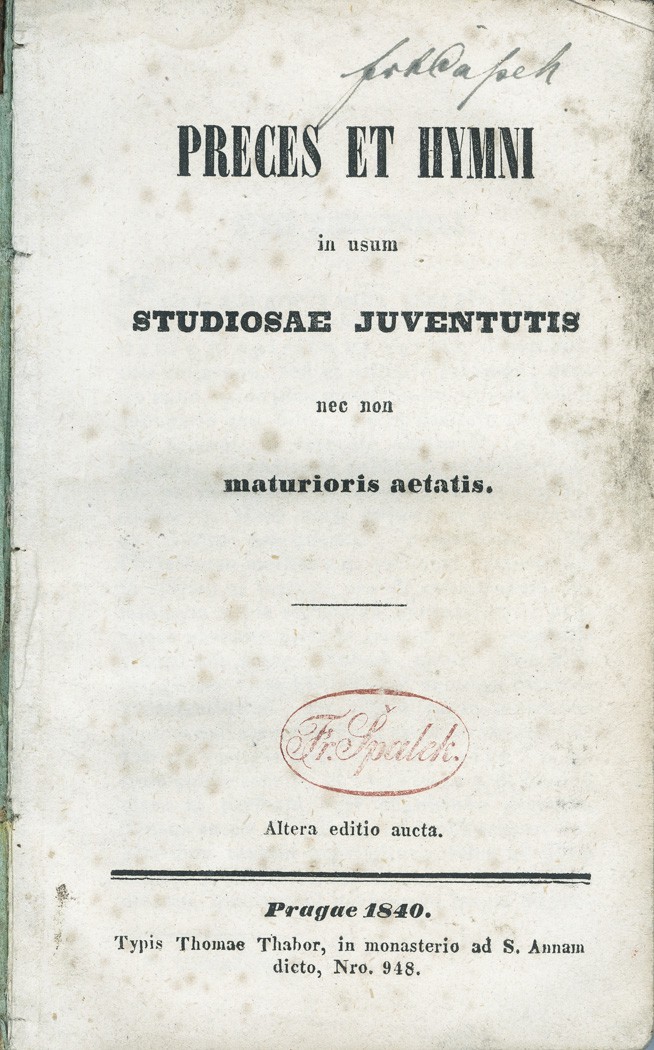 PRECES ET HYMNI
in usum
STUDIOSAE JUVENTUTIS
nec non
maturioris aetatis.
Fr. Špalek.
Altera editio aucta.
Pragae 1840.
Typis Thomae Thabor, in monasterio ad S. Annam
dicto, Nro. 948.